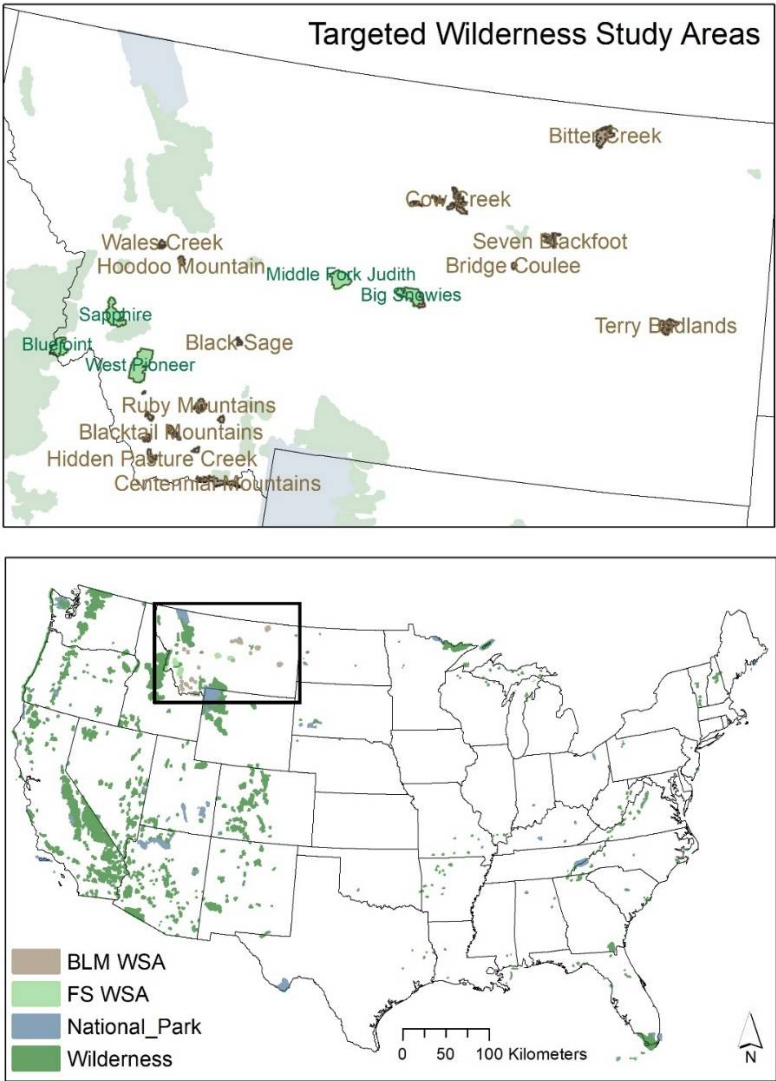 Targeted Wilderness Study Areas
Bitter Creek
Cow Creek
Wales Creek
Seven Blackfoot
Hoodoo Mountain
Middle Fork Judith
Bridge Coulee
Big Snowies
Sapphire
Terry Badlands
Bluejoint
Black Sage
West Pioneer
Ruby Mountains
Blacktail Mountains
Hidden Pasture Creek
Centennial Mountains
BLM WSA
FS WSA
National_Park
Wilderness
0 50 100 Kilometers
N